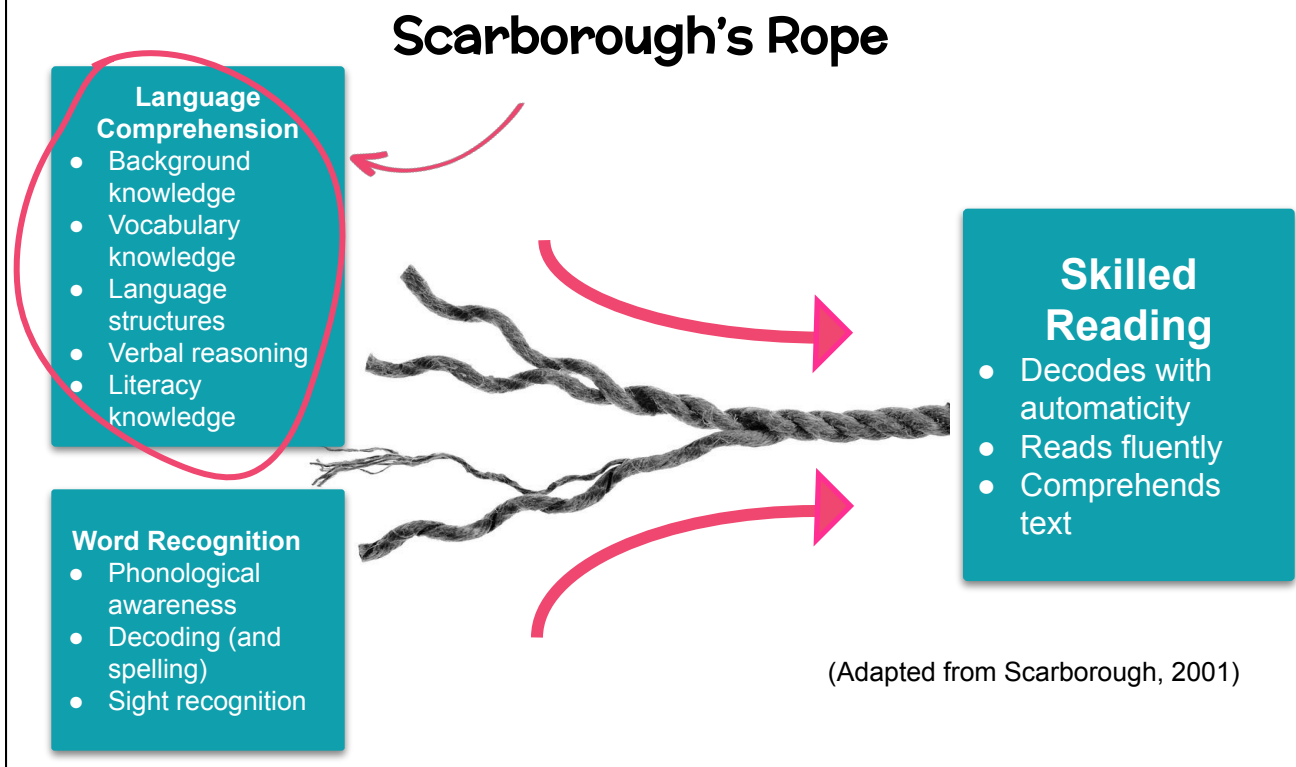 Scarborough's Rope
Language
Comprehension
● Background
knowledge
● Vocabulary
knowledge
● Language
structures
● Verbal reasoning
● Literacy
knowledge
Word Recognition
● Phonological
awareness
● Decoding (and
spelling)
● Sight recognition
Skilled
Reading
● Decodes with
automaticity
● Reads fluently
● Comprehends
text
(Adapted from Scarborough, 2001)